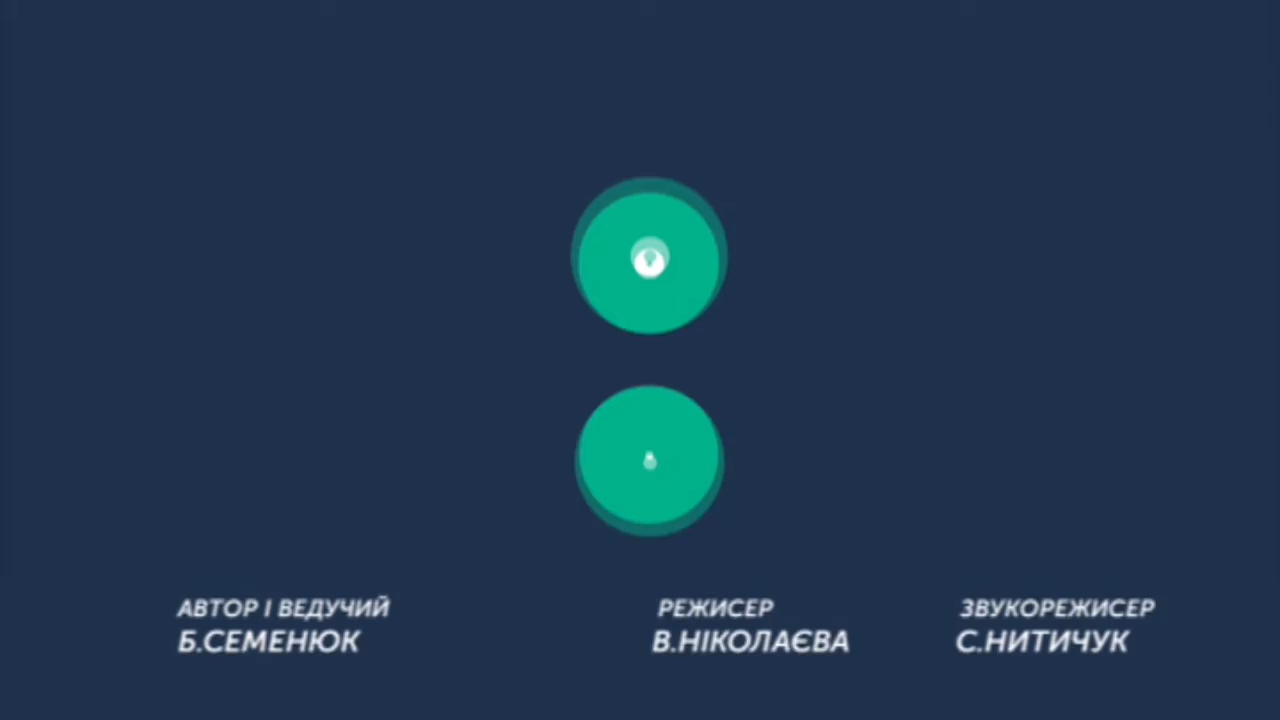 АВТОР І ВЕДУЧИЙ
Б.СЕМЕНЮК
РЕЖИСЕР
В.НІКОЛАЄВА
ЗВУКОРЕЖИСЕР
С.НИТИЧУК